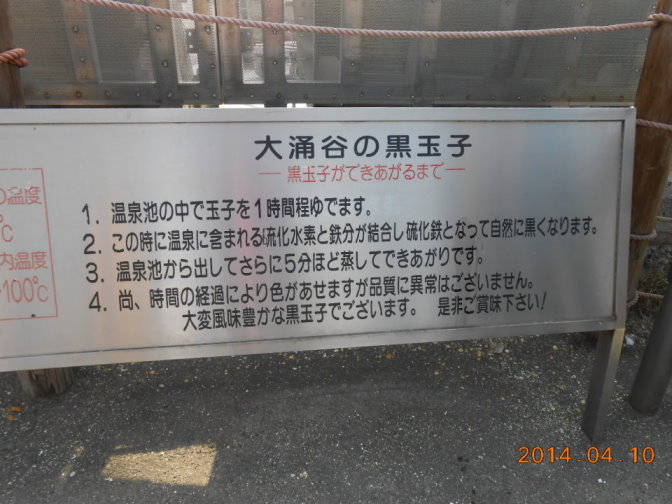 大涌谷の黒玉子
黒玉子ができあがるまで
1. 温泉池の中で玉子を1時間程ゆでます。
2. この時に温泉に含まれる硫化水素と鉄分が結合し硫化鉄となって自然に黒くなります。
3. 温泉池から出してさらに5分ほど蒸してできあがりです。
4. 尚、時間の経過により色があせますが品質に異常はございません。
大変風味豊かな黒玉子でございます。 是非ご賞味下さい!
の温度
℃
内温度
100℃
2014.04.10